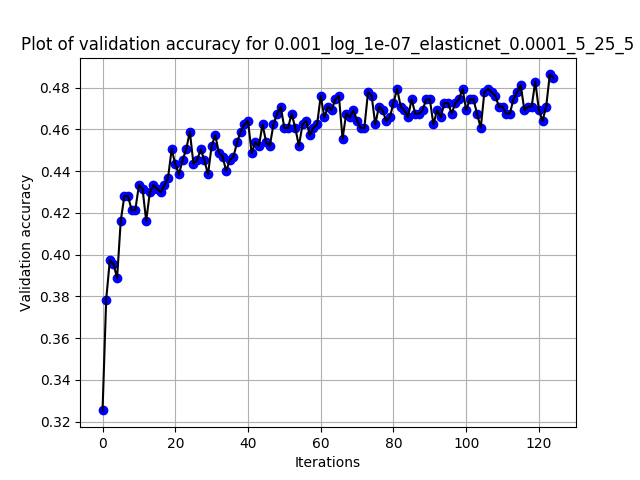 Plot of validation accuracy for 0.001_log_1e-07_elasticnet_0.0001_5_25_5
0.48
0.46
0.44
0.42
0.40
0.38
0.36
0.34
0.32
Validation accuracy
0 20 40 60 80 100 120
Iterations